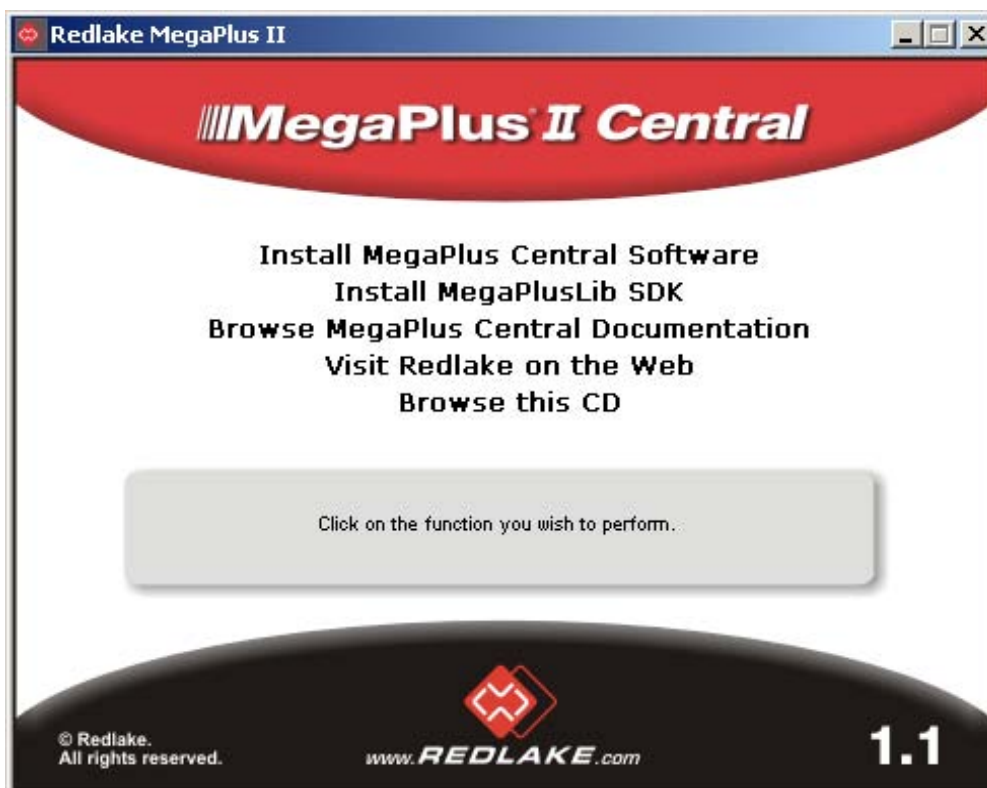 Redlake MegaPlus II
MegaPlus II Central
Install MegaPlus Central Software
Install MegaPlusLib SDK
Browse MegaPlus Central Documentation
Visit Redlake on the Web
Browse this CD
Click on the function you wish to perform.
© Redlake.
All rights reserved.
www.REDLAKE.com
1.1